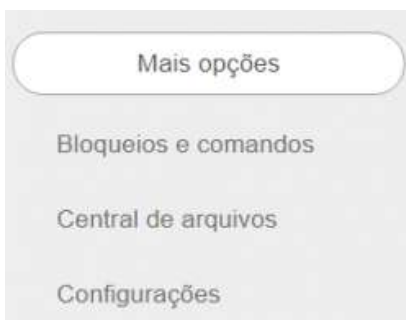 Mais opções
Bloqueios e comandos
Central de arquivos
Configurações